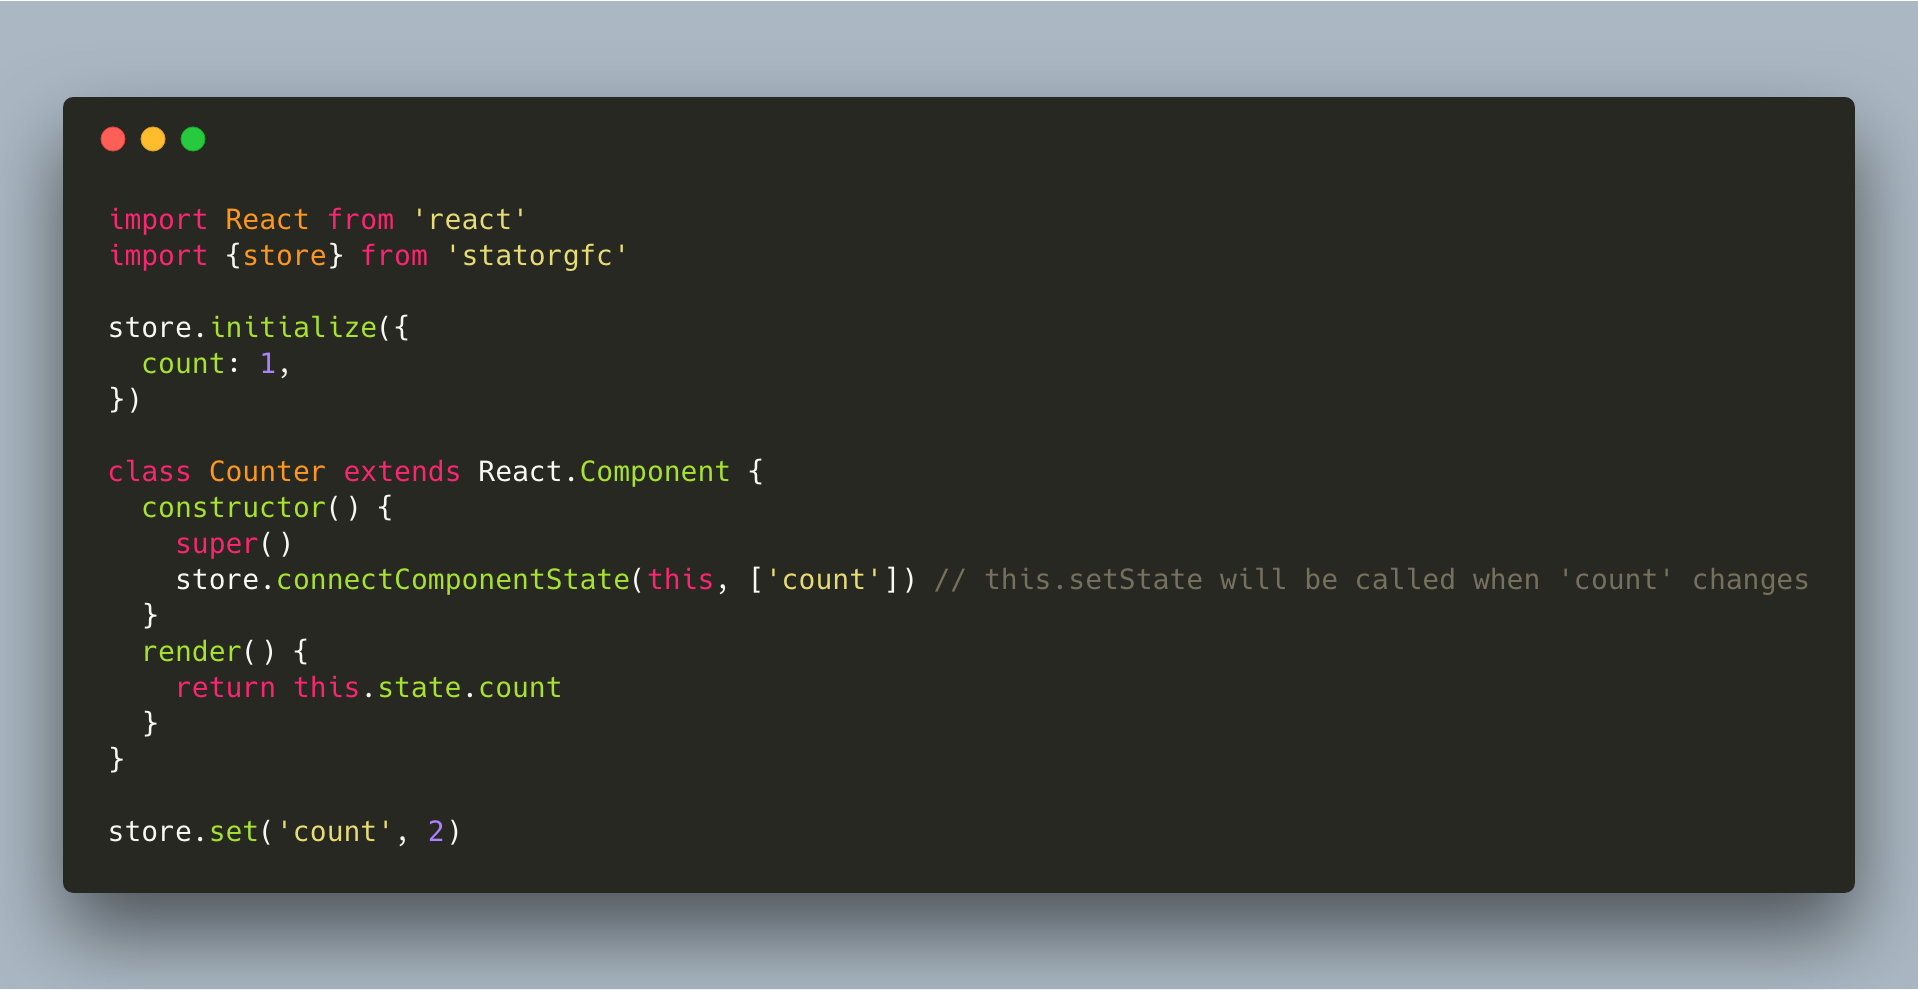 import React from 'react'
import {store} from 'statorgfc'

store.initialize({
  count: 1,
})

class Counter extends React.Component {
  constructor() {
    super()
    store.connectComponentState(this, ['count']) // this.setState will be called when 'count' changes
  }
  render() {
    return this.state.count
  }
}

store.set('count', 2)